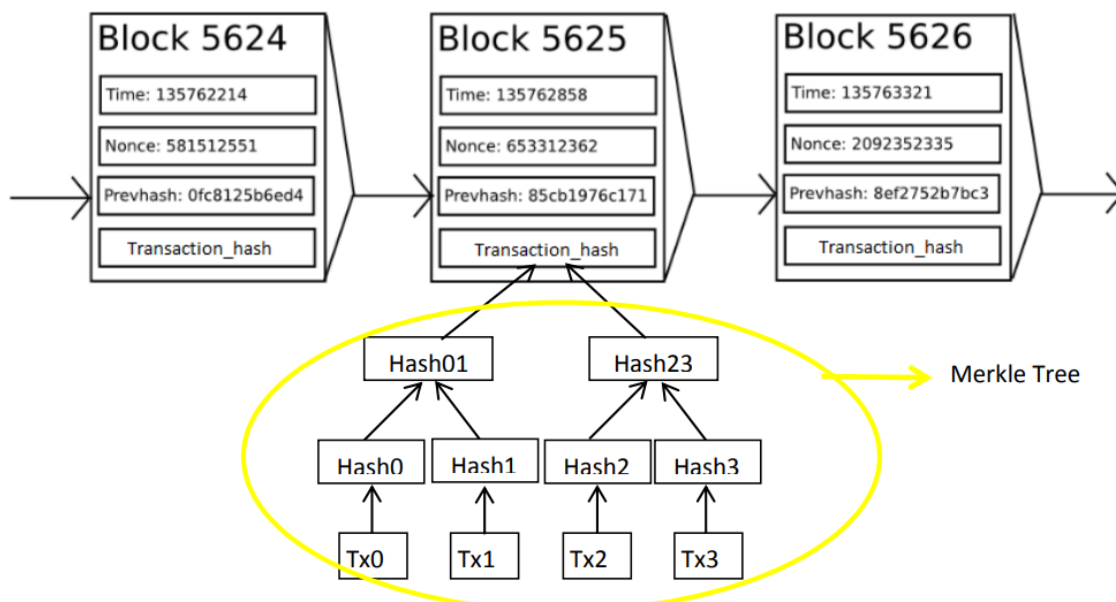 Block 5624
Time: 135762214
Nonce: 581512551
Prevhash: 0fc8125b6ed4
Transaction_hash
Block 5625
Time: 135762858
Nonce: 653312362
Prevhash: 85cb1976c171
Transaction_hash
Block 5626
Time: 135763321
Nonce: 2092352335
Prevhash: 8ef2752b7bc3
Transaction_hash
Hash01
Hash23
Merkle Tree
Hash0
Hash1
Hash2
Hash3
Tx0
Tx1
Tx2
Tx3